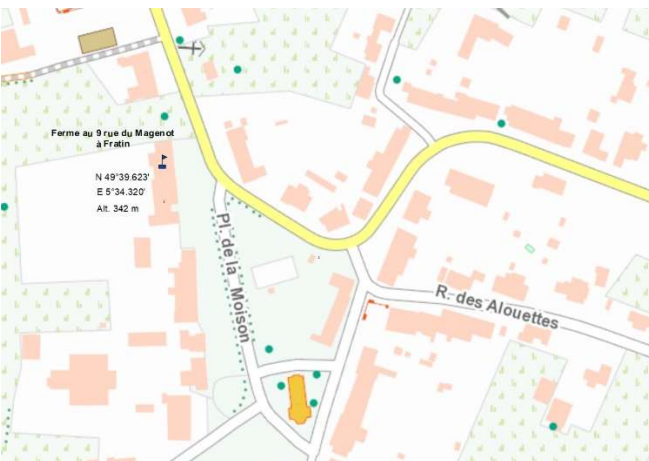 Ferme au 9 rue du Magenot
à Fratin
N 49°39.623'
E 5°34.320'
Alt. 342 m
Pl. de la Moison
R. des Alouettes